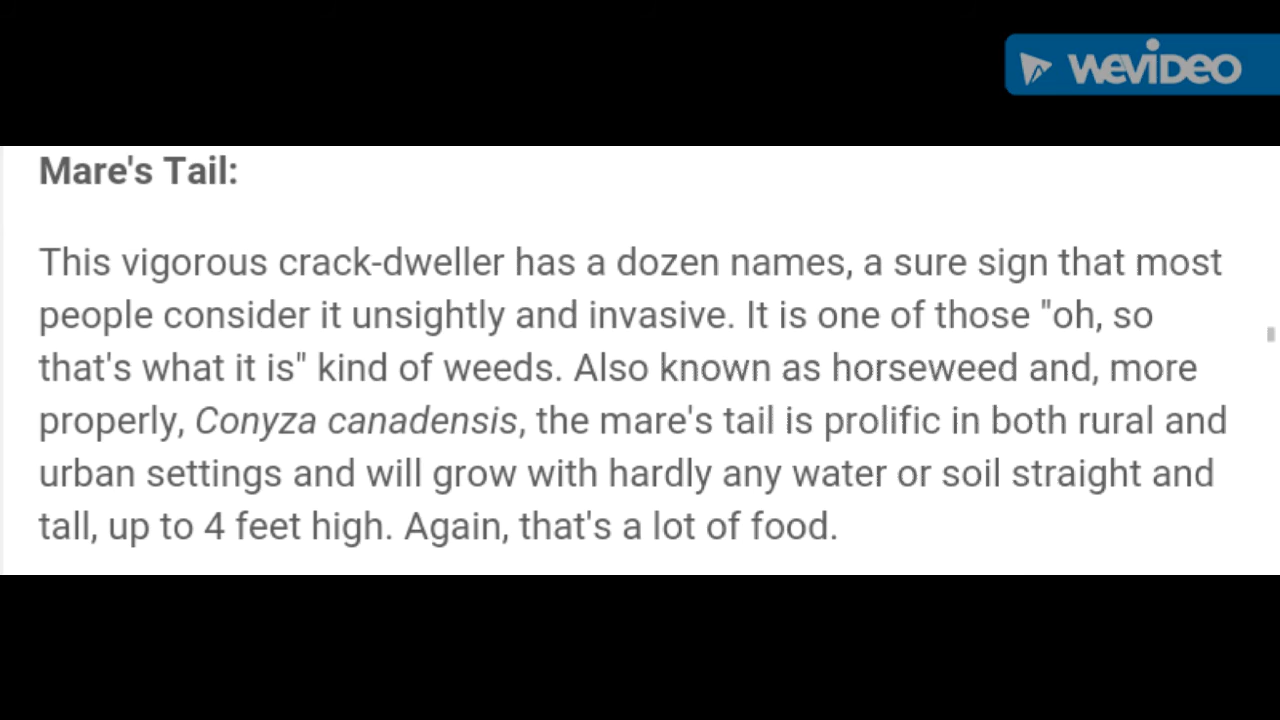 WEVIDEO
Mare's Tail:
This vigorous crack-dweller has a dozen names, a sure sign that most
people consider it unsightly and invasive. It is one of those "oh, so
that's what it is" kind of weeds. Also known as horseweed and, more
properly, Conyza canadensis, the mare's tail is prolific in both rural and
urban settings and will grow with hardly any water or soil straight and
tall, up to 4 feet high. Again, that's a lot of food.